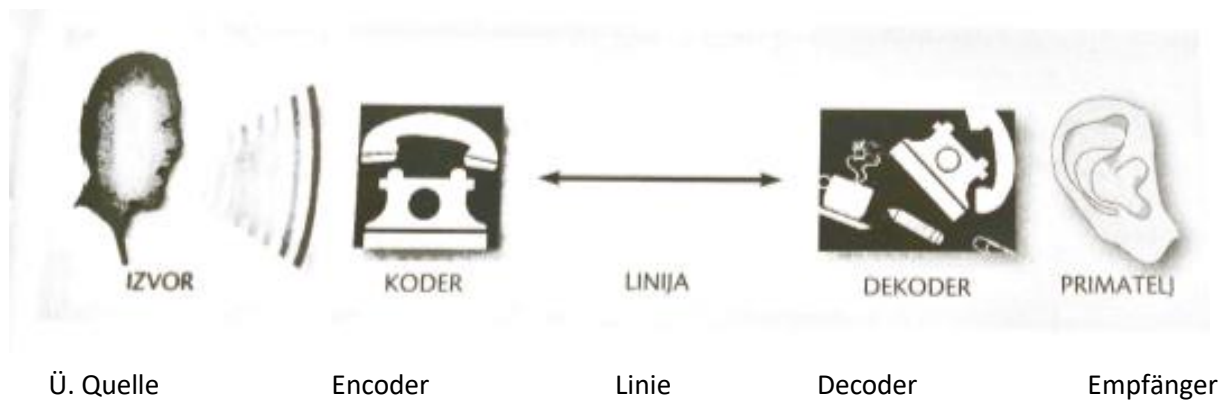 IZVOR KODER LINIJA DEKODER PRIMATELJ
Ü. Quelle Encoder Linie Decoder Empfänger